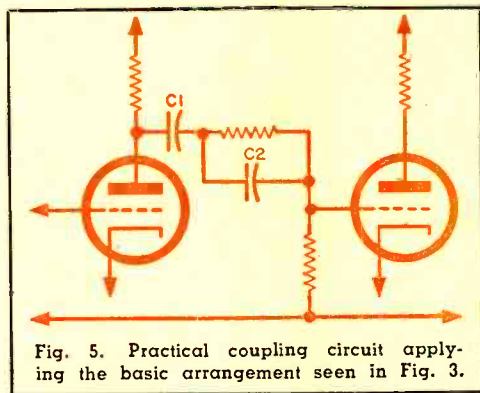 C1
C2
Fig. 5. Practical coupling circuit apply-
ing the basic arrangement seen in Fig. 3.